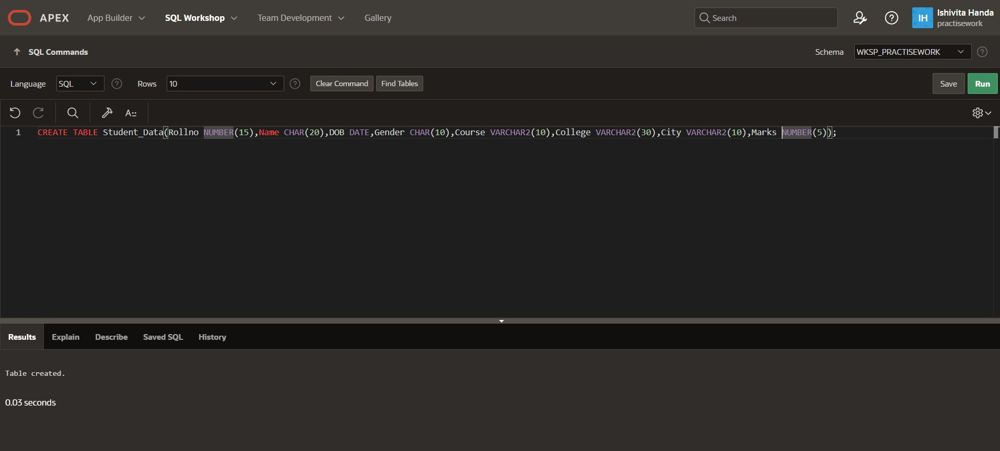 APEX App Builder SQL Workshop Team Development Gallery Search IH Ishivita Handa
practisework
SQL Commands Schema WKSP_PRACTISEWORK
Language SQL Rows 10 Clear Command Find Tables Save Run
1 CREATE TABLE Student_Data(Rollno NUMBER(15),Name CHAR(20),DOB DATE,Gender CHAR(10),Course VARCHAR2(10),College VARCHAR2(30),City VARCHAR2(10),Marks NUMBER(5));
Results Explain Describe Saved SQL History
Table created.
0.03 seconds